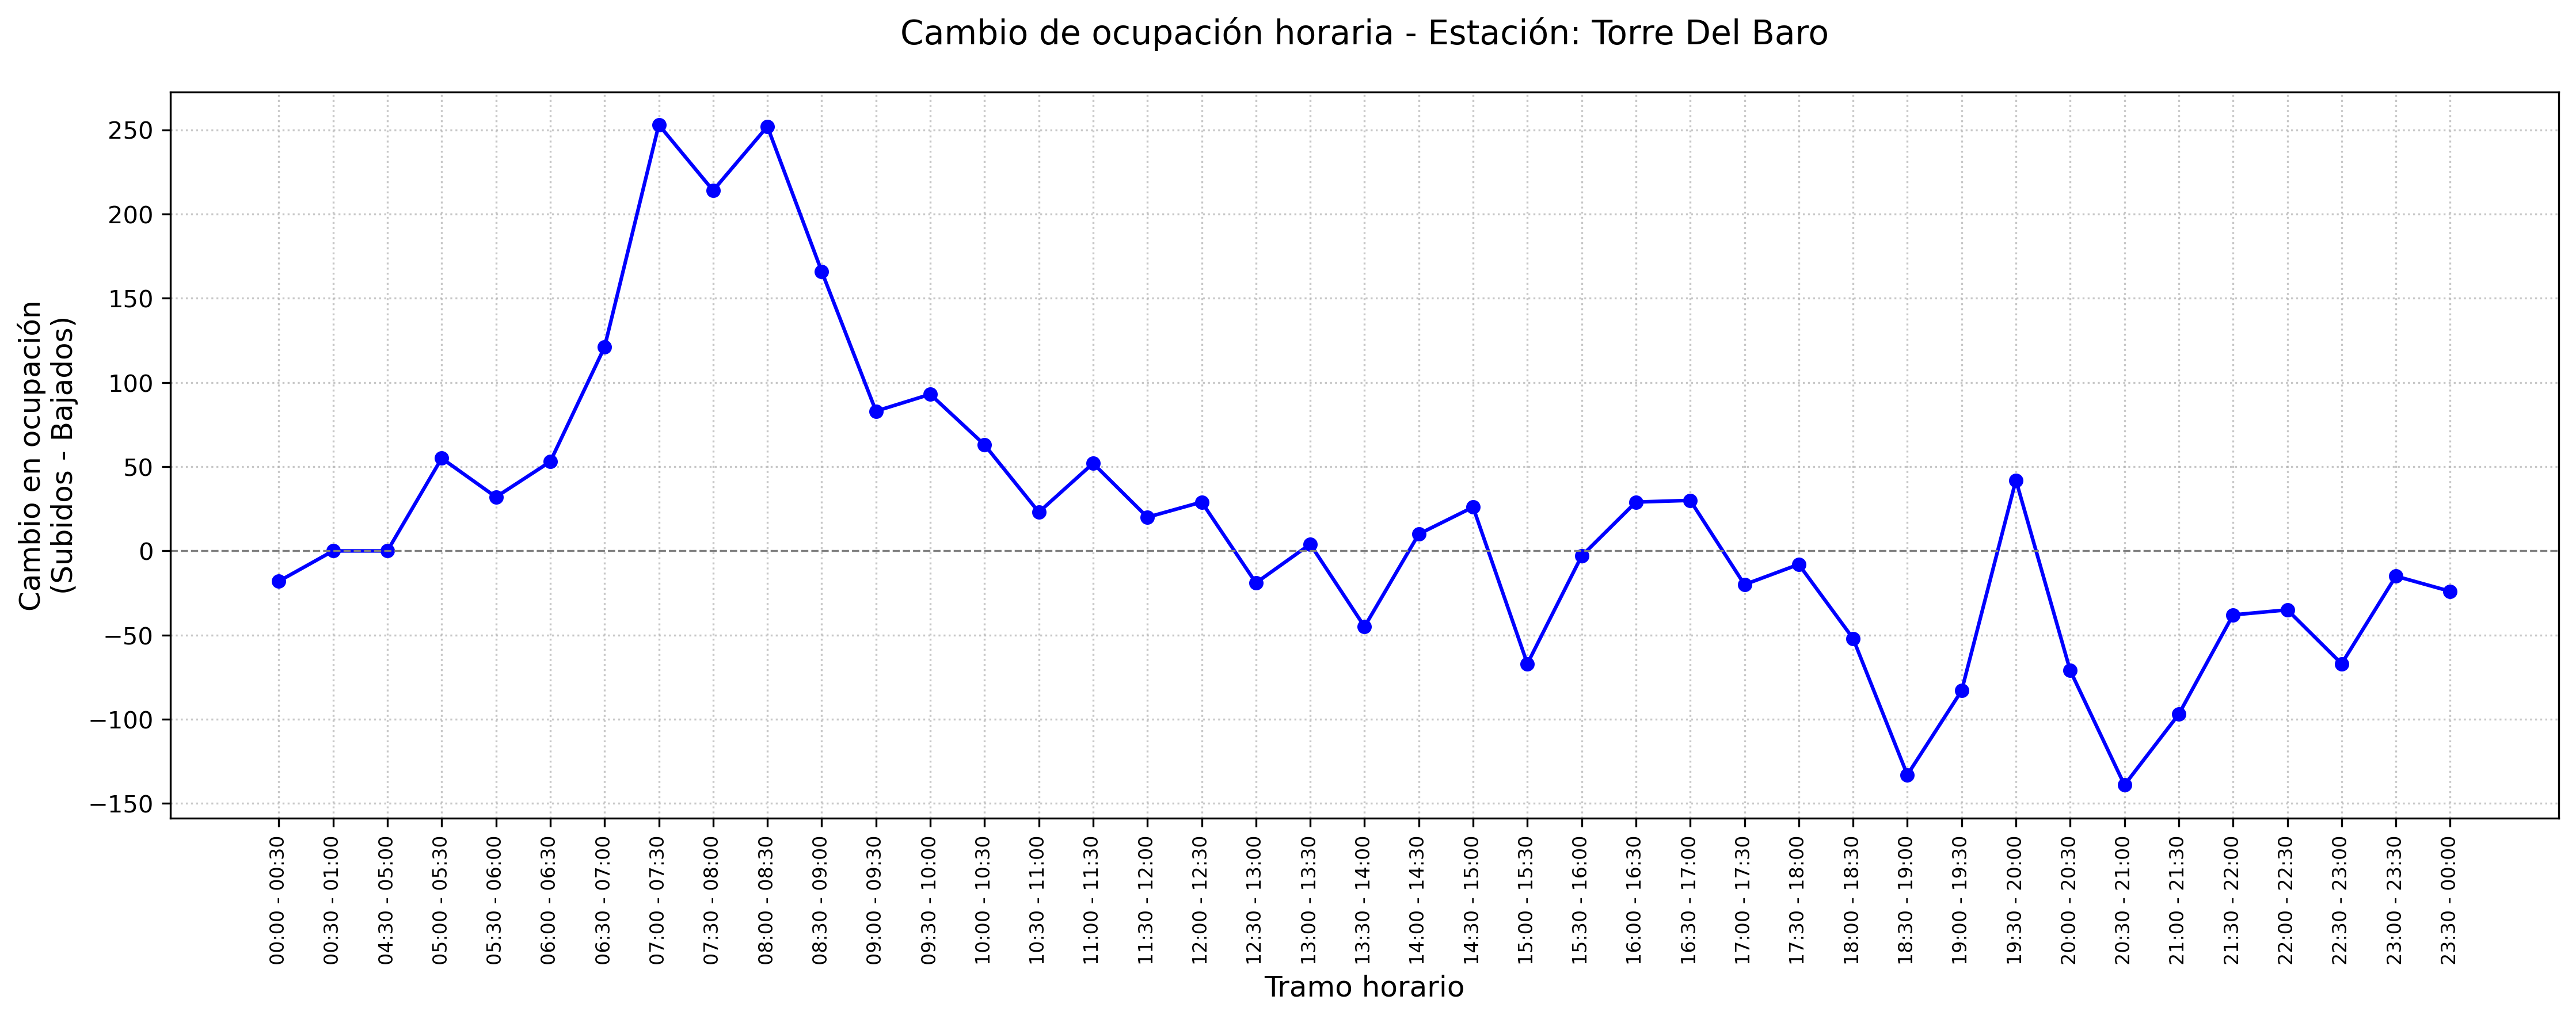 Cambio de ocupación horaria - Estación: Torre Del Baro
Cambio en ocupación
(Subidos - Bajados)
250
200
150
100
50
0
−50
−100
−150
00:00 - 00:30
00:30 - 01:00
04:30 - 05:00
05:00 - 05:30
05:30 - 06:00
06:00 - 06:30
06:30 - 07:00
07:00 - 07:30
07:30 - 08:00
08:00 - 08:30
08:30 - 09:00
09:00 - 09:30
09:30 - 10:00
10:00 - 10:30
10:30 - 11:00
11:00 - 11:30
11:30 - 12:00
12:00 - 12:30
12:30 - 13:00
13:00 - 13:30
13:30 - 14:00
14:00 - 14:30
14:30 - 15:00
15:00 - 15:30
15:30 - 16:00
16:00 - 16:30
16:30 - 17:00
17:00 - 17:30
17:30 - 18:00
18:00 - 18:30
18:30 - 19:00
19:00 - 19:30
19:30 - 20:00
20:00 - 20:30
20:30 - 21:00
21:00 - 21:30
21:30 - 22:00
22:00 - 22:30
22:30 - 23:00
23:00 - 23:30
23:30 - 00:00
Tramo horario